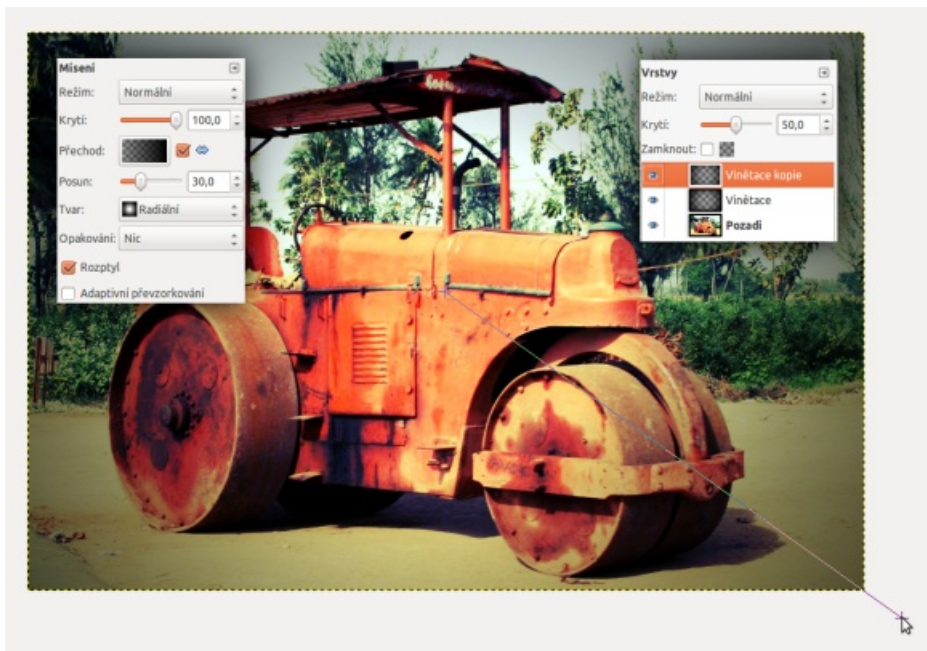 Mísení
Režim: Normální
Krytí: 100,0
Přechod:
Posun: 30,0
Tvar: Radiální
Opakování: Nic
Rozptyl
Adaptivní převzorkování
Vrstvy
Režim: Normální
Krytí: 50,0
Zamknout:
Vinětace kopie
Vinětace
Pozadí